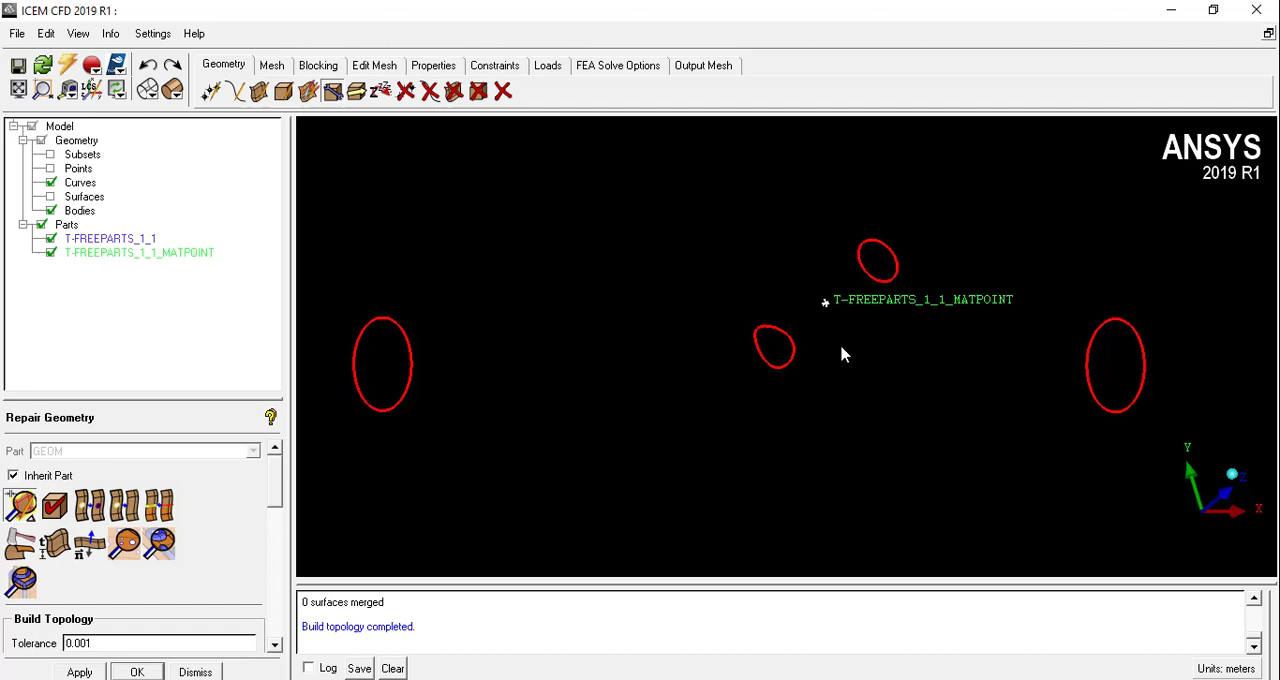 ICEM CFD 2019 R1 :
File Edit View Info Settings Help
Geometry Mesh Blocking Edit Mesh Properties Constraints Loads FEA Solve Options Output Mesh
Model
Geometry
Subsets
Points
Curves
Surfaces
Bodies
Parts
T-FREEPARTS_1_1
T-FREEPARTS_1_1_MATPOINT
ANSYS
2019 R1
T-FREEPARTS_1_1_MATPOINT
Y
Z
X
Repair Geometry
Part GEOM
Inherit Part
Build Topology
Tolerance 0.001
Apply OK Dismiss
0 surfaces merged
Build topology completed.
Log Save Clear
Units: meters